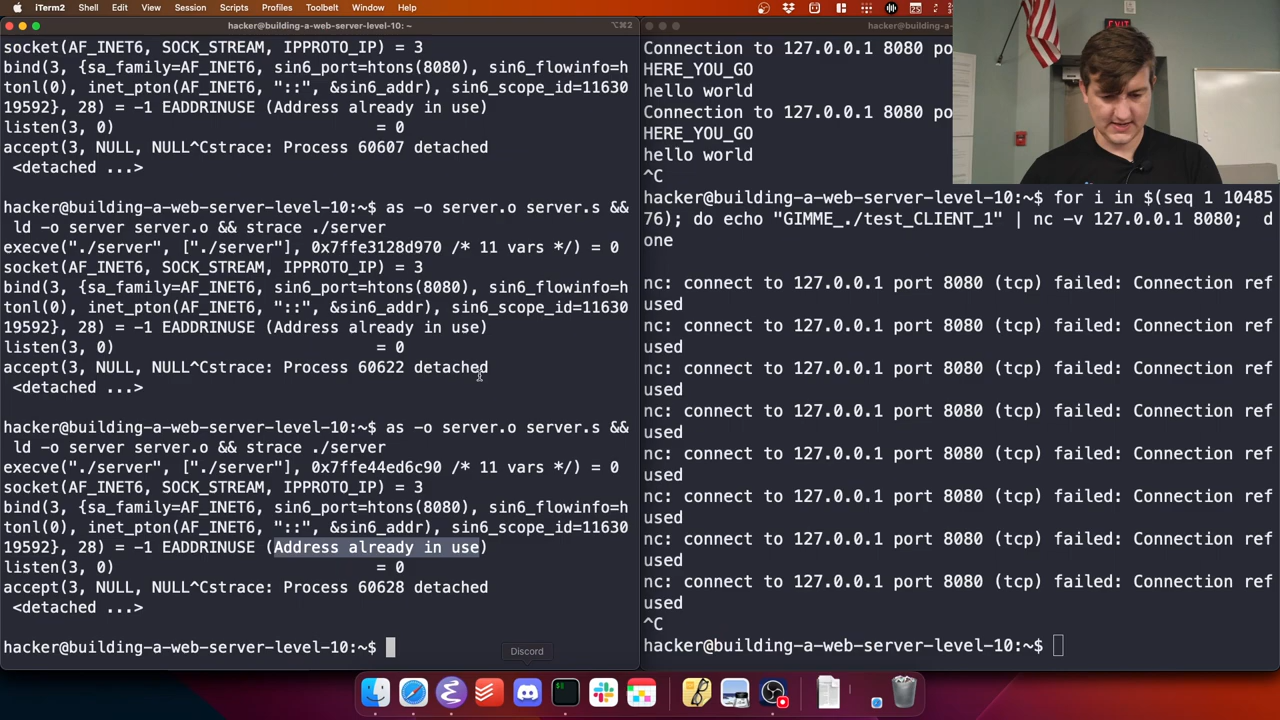 iTerm2 Shell Edit View Session Scripts Profiles Toolbelt Window Help
hacker@building-a-web-server-level-10: ~ ⌥⌘2
socket(AF_INET6, SOCK_STREAM, IPPROTO_IP) = 3
bind(3, {sa_family=AF_INET6, sin6_port=htons(8080), sin6_flowinfo=h
tonl(0), inet_pton(AF_INET6, "::", &sin6_addr), sin6_scope_id=11630
19592}, 28) = -1 EADDRINUSE (Address already in use)
listen(3, 0) = 0
accept(3, NULL, NULL^Cstrace: Process 60607 detached
<detached ...>
hacker@building-a-web-server-level-10:~$ as -o server.o server.s &&
ld -o server server.o && strace ./server
execve("./server", ["./server"], 0x7ffe3128d970 /* 11 vars */) = 0
socket(AF_INET6, SOCK_STREAM, IPPROTO_IP) = 3
bind(3, {sa_family=AF_INET6, sin6_port=htons(8080), sin6_flowinfo=h
tonl(0), inet_pton(AF_INET6, "::", &sin6_addr), sin6_scope_id=11630
19592}, 28) = -1 EADDRINUSE (Address already in use)
listen(3, 0) = 0
accept(3, NULL, NULL^Cstrace: Process 60622 detached
<detached ...>
hacker@building-a-web-server-level-10:~$ as -o server.o server.s &&
ld -o server server.o && strace ./server
execve("./server", ["./server"], 0x7ffe44ed6c90 /* 11 vars */) = 0
socket(AF_INET6, SOCK_STREAM, IPPROTO_IP) = 3
bind(3, {sa_family=AF_INET6, sin6_port=htons(8080), sin6_flowinfo=h
tonl(0), inet_pton(AF_INET6, "::", &sin6_addr), sin6_scope_id=11630
19592}, 28) = -1 EADDRINUSE (Address already in use)
listen(3, 0) = 0
accept(3, NULL, NULL^Cstrace: Process 60628 detached
<detached ...>
hacker@building-a-web-server-level-10:~$
hacker@building-a-web-server-level-10:
Connection to 127.0.0.1 8080 po
HERE_YOU_GO
hello world
Connection to 127.0.0.1 8080 po
HERE_YOU_GO
hello world
^C
hacker@building-a-web-server-level-10:~$ for i in $(seq 1 10485
76); do echo "GIMME_./test_CLIENT_1" | nc -v 127.0.0.1 8080; d
one
nc: connect to 127.0.0.1 port 8080 (tcp) failed: Connection ref
used
nc: connect to 127.0.0.1 port 8080 (tcp) failed: Connection ref
used
nc: connect to 127.0.0.1 port 8080 (tcp) failed: Connection ref
used
nc: connect to 127.0.0.1 port 8080 (tcp) failed: Connection ref
used
nc: connect to 127.0.0.1 port 8080 (tcp) failed: Connection ref
used
nc: connect to 127.0.0.1 port 8080 (tcp) failed: Connection ref
used
nc: connect to 127.0.0.1 port 8080 (tcp) failed: Connection ref
used
nc: connect to 127.0.0.1 port 8080 (tcp) failed: Connection ref
used
^C
hacker@building-a-web-server-level-10:~$
EXIT
Discord